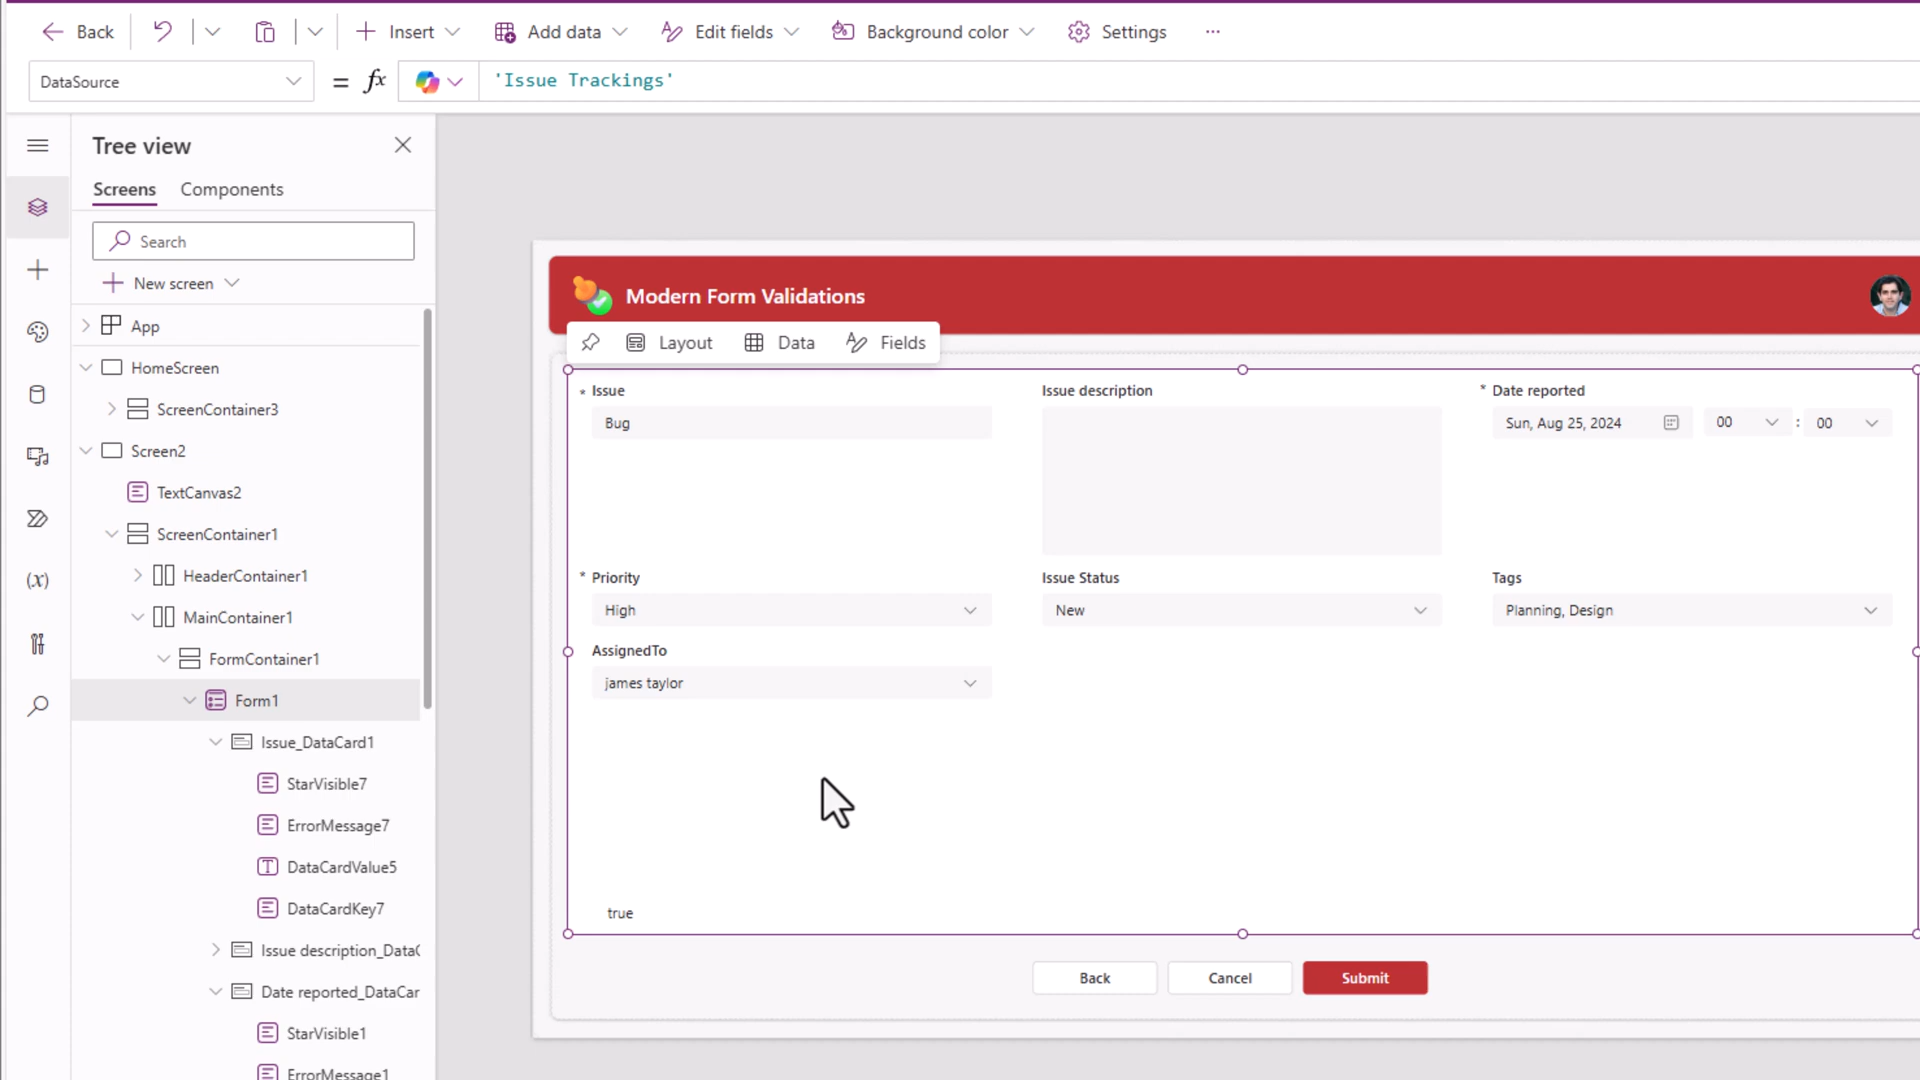 Back
Insert
Add data
Edit fields
Background color
Settings
...
DataSource
= fx
'Issue Trackings'
Tree view
Screens
Components
Search
New screen
App
HomeScreen
ScreenContainer3
Screen2
TextCanvas2
ScreenContainer1
HeaderContainer1
MainContainer1
FormContainer1
Form1
Issue_DataCard1
StarVisible7
ErrorMessage7
DataCardValue5
DataCardKey7
Issue description_DataC
Date reported_DataCar
StarVisible1
ErrorMessage1
(x)
Modern Form Validations
Layout
Data
Fields
* Issue
Issue description
* Date reported
Bug
Sun, Aug 25, 2024
00 : 00
* Priority
Issue Status
Tags
High
New
Planning, Design
AssignedTo
james taylor
true
Back
Cancel
Submit